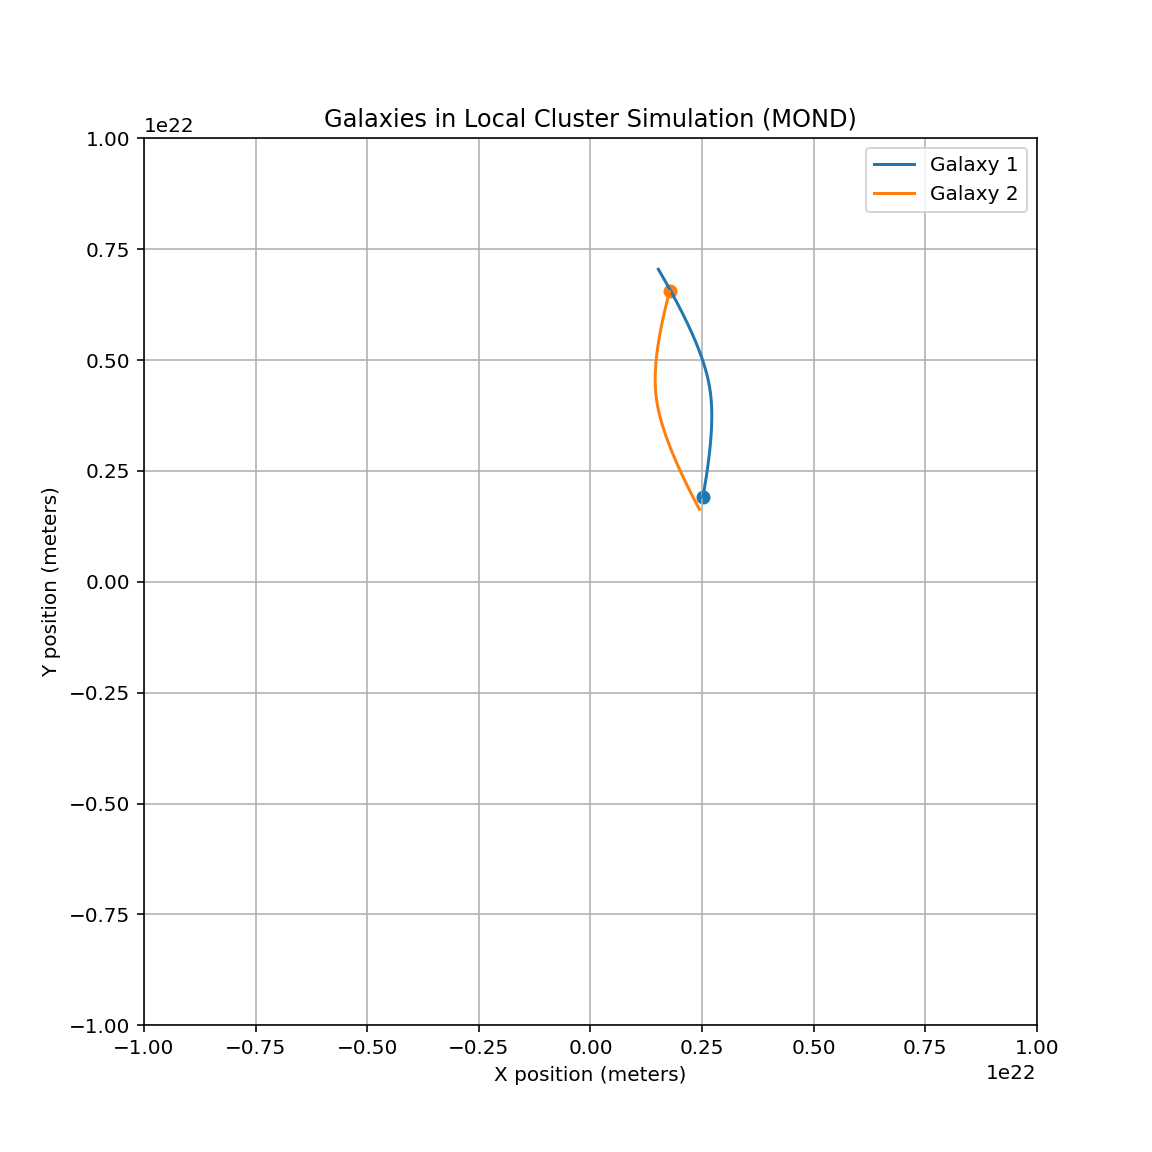 Galaxies in Local Cluster Simulation (MOND)
1e22
Galaxy 1
Galaxy 2
1.00
0.75
0.50
0.25
0.00
−0.25
−0.50
−0.75
−1.00
Y position (meters)
−1.00 −0.75 −0.50 −0.25 0.00 0.25 0.50 0.75 1.00
X position (meters)
1e22